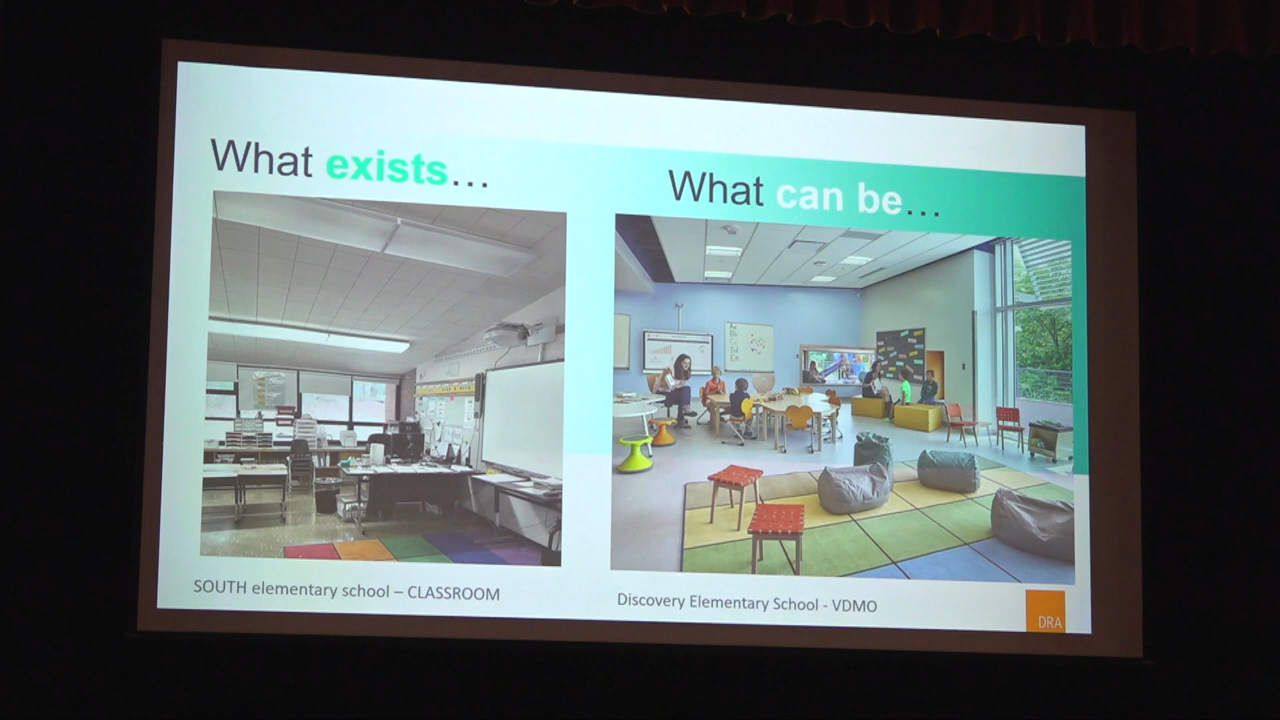 What exists...
What can be...
SOUTH elementary school – CLASSROOM
Discovery Elementary School - VDMO
DRA